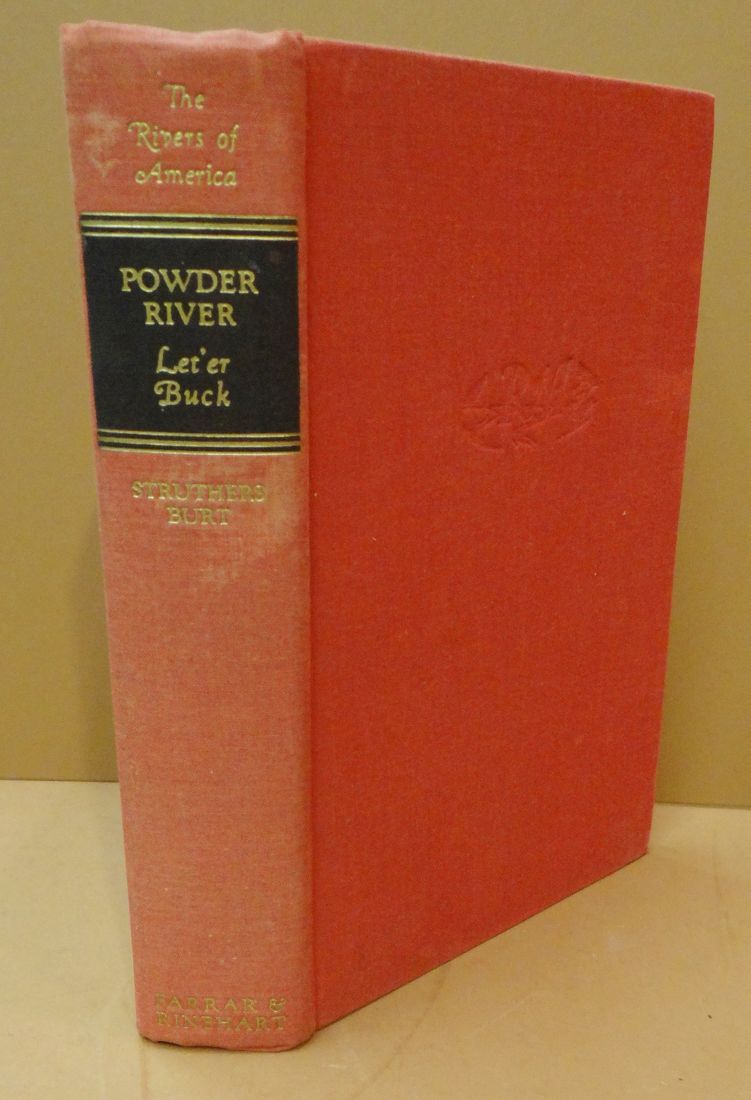 The
Rivers of
America
POWDER
RIVER
Let'er
Buck
STRUTHERS
BURT
FARRAR &
RINEHART